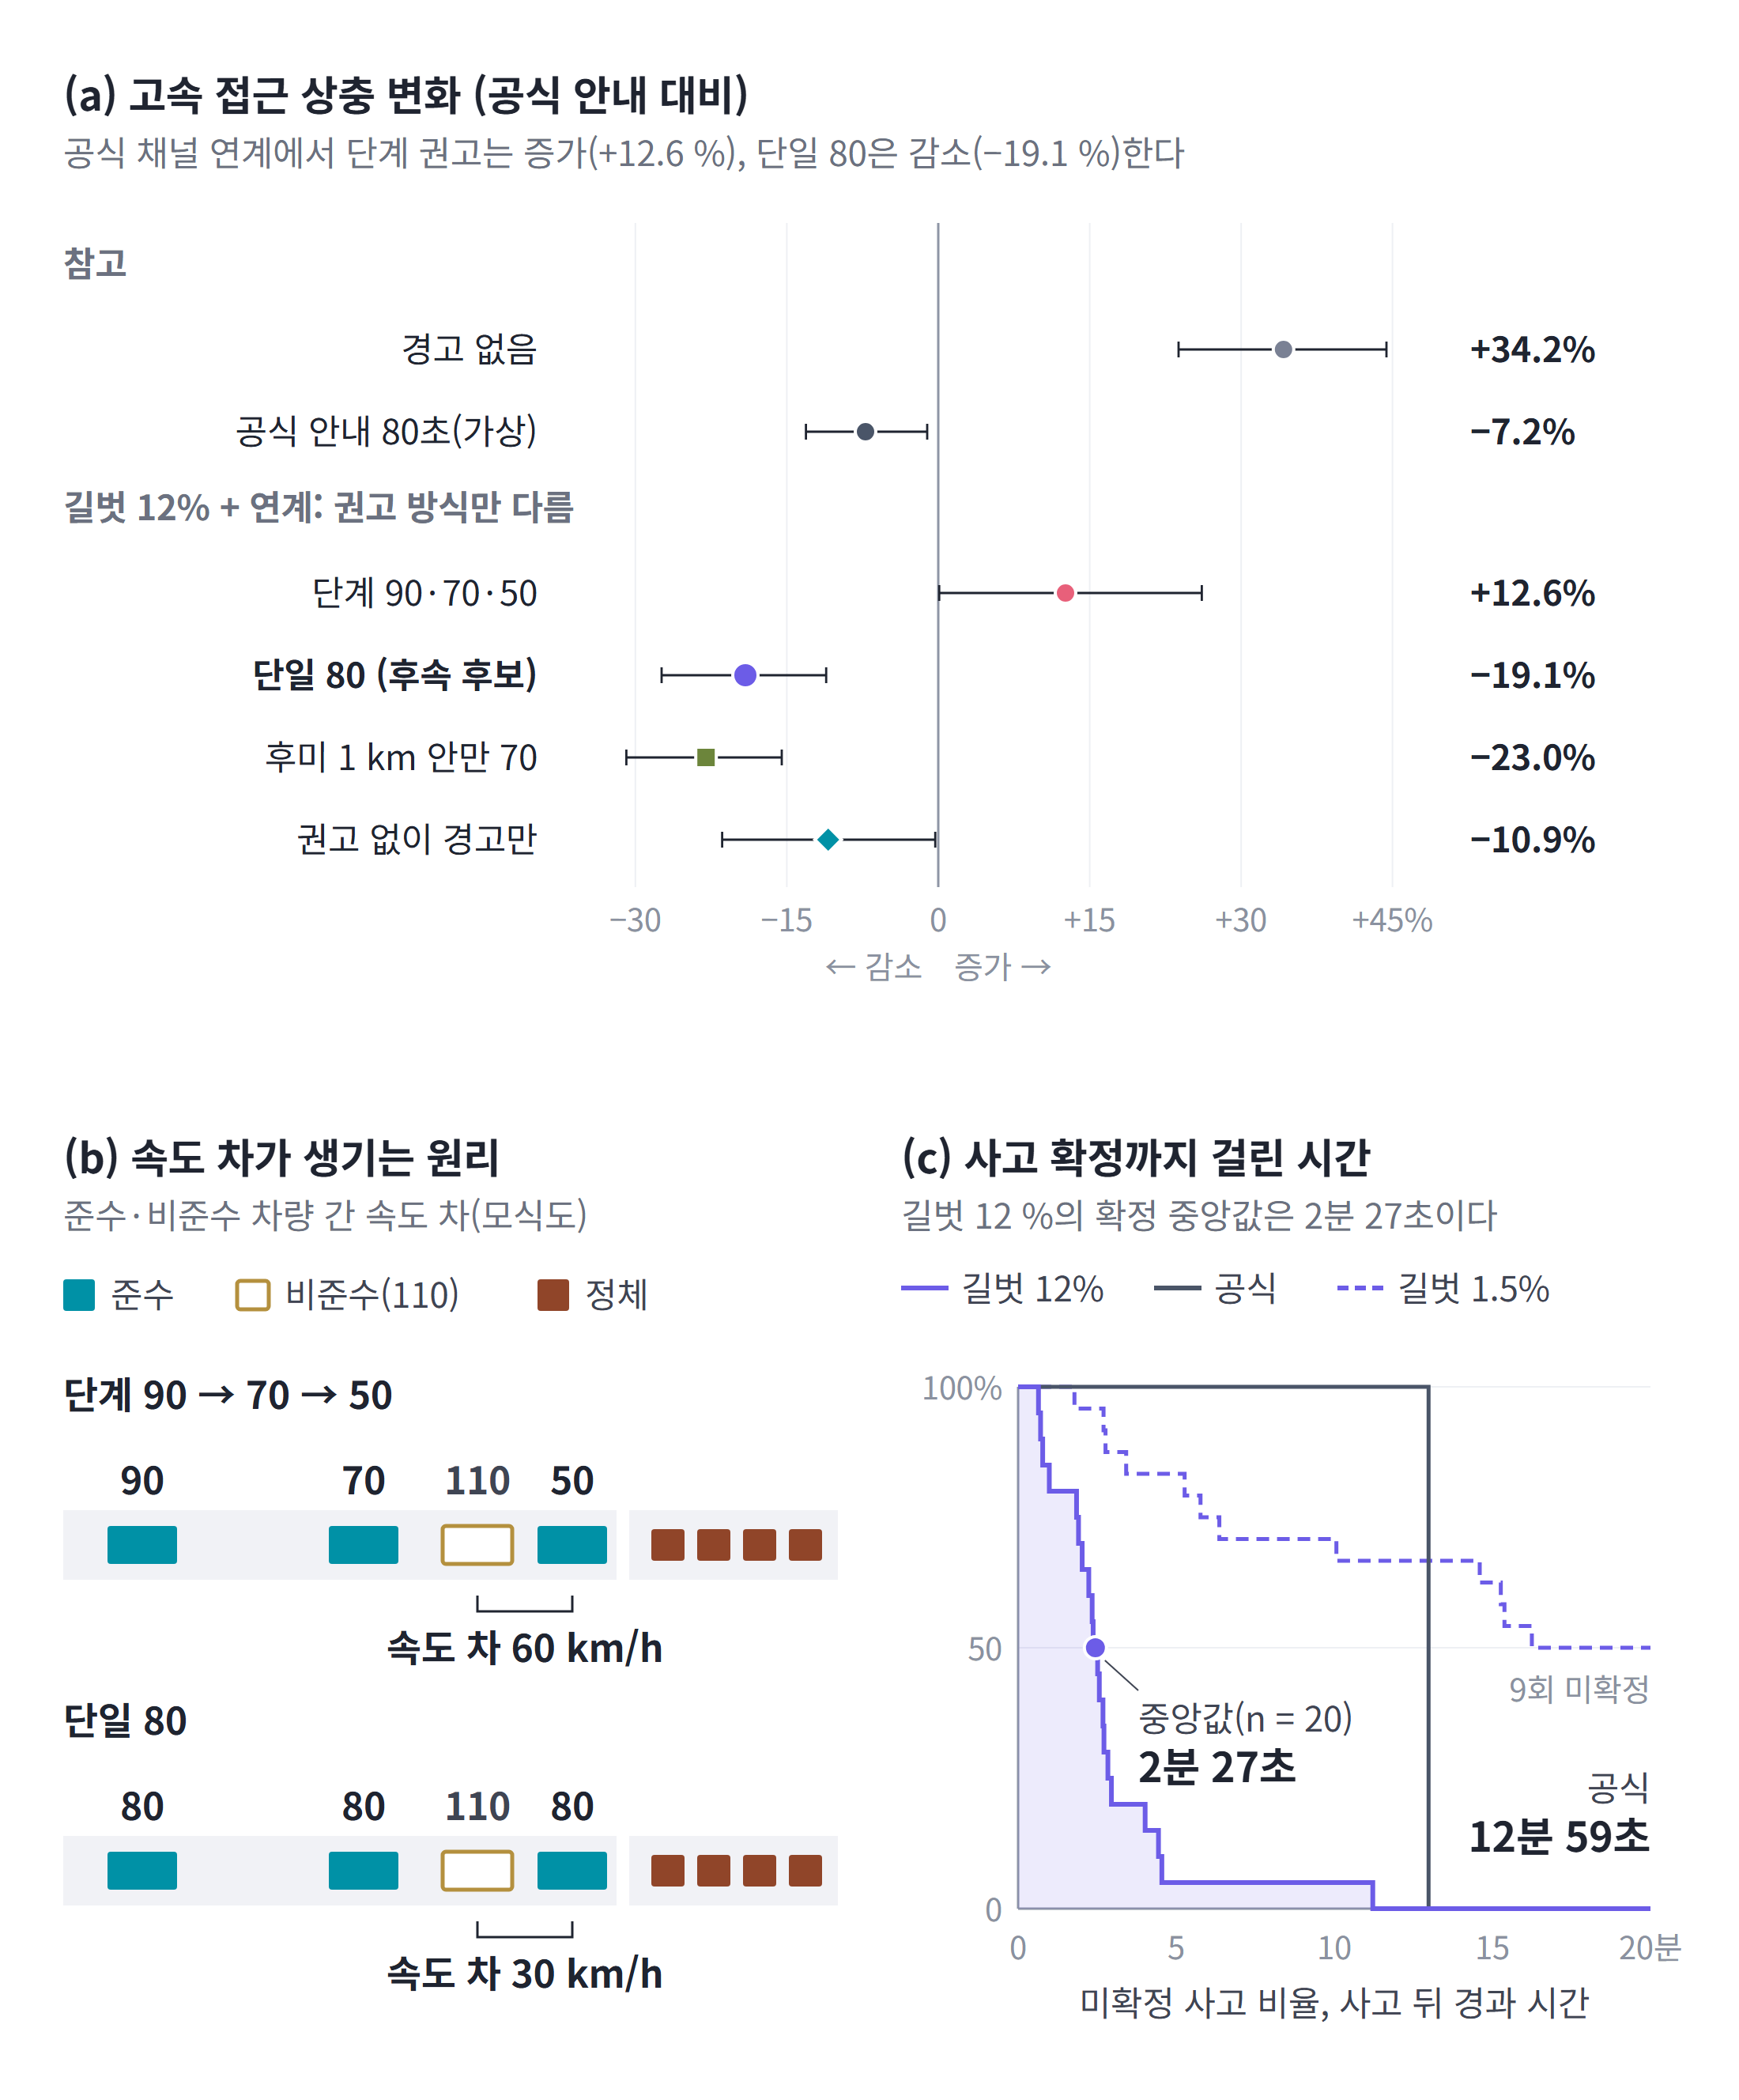 (a) 고속 접근 상충 변화 (공식 안내 대비)
공식 채널 연계에서 단계 권고는 증가(+12.6 %), 단일 80은 감소(−19.1 %)한다
참고
경고 없음 +34.2%
공식 안내 80초(가상) −7.2%
길벗 12% + 연계: 권고 방식만 다름
단계 90·70·50 +12.6%
단일 80 (후속 후보) −19.1%
후미 1 km 안만 70 −23.0%
권고 없이 경고만 −10.9%
−30 −15 0 +15 +30 +45%
← 감소 증가 →
(b) 속도 차가 생기는 원리
준수·비준수 차량 간 속도 차(모식도)
준수 비준수(110) 정체
단계 90 → 70 → 50
90 70 110 50
속도 차 60 km/h
단일 80
80 80 110 80
속도 차 30 km/h
(c) 사고 확정까지 걸린 시간
길벗 12 %의 확정 중앙값은 2분 27초이다
길벗 12% 공식 길벗 1.5%
100%
50
9회 미확정
중앙값(n = 20)
2분 27초
공식
12분 59초
0
0 5 10 15 20분
미확정 사고 비율, 사고 뒤 경과 시간